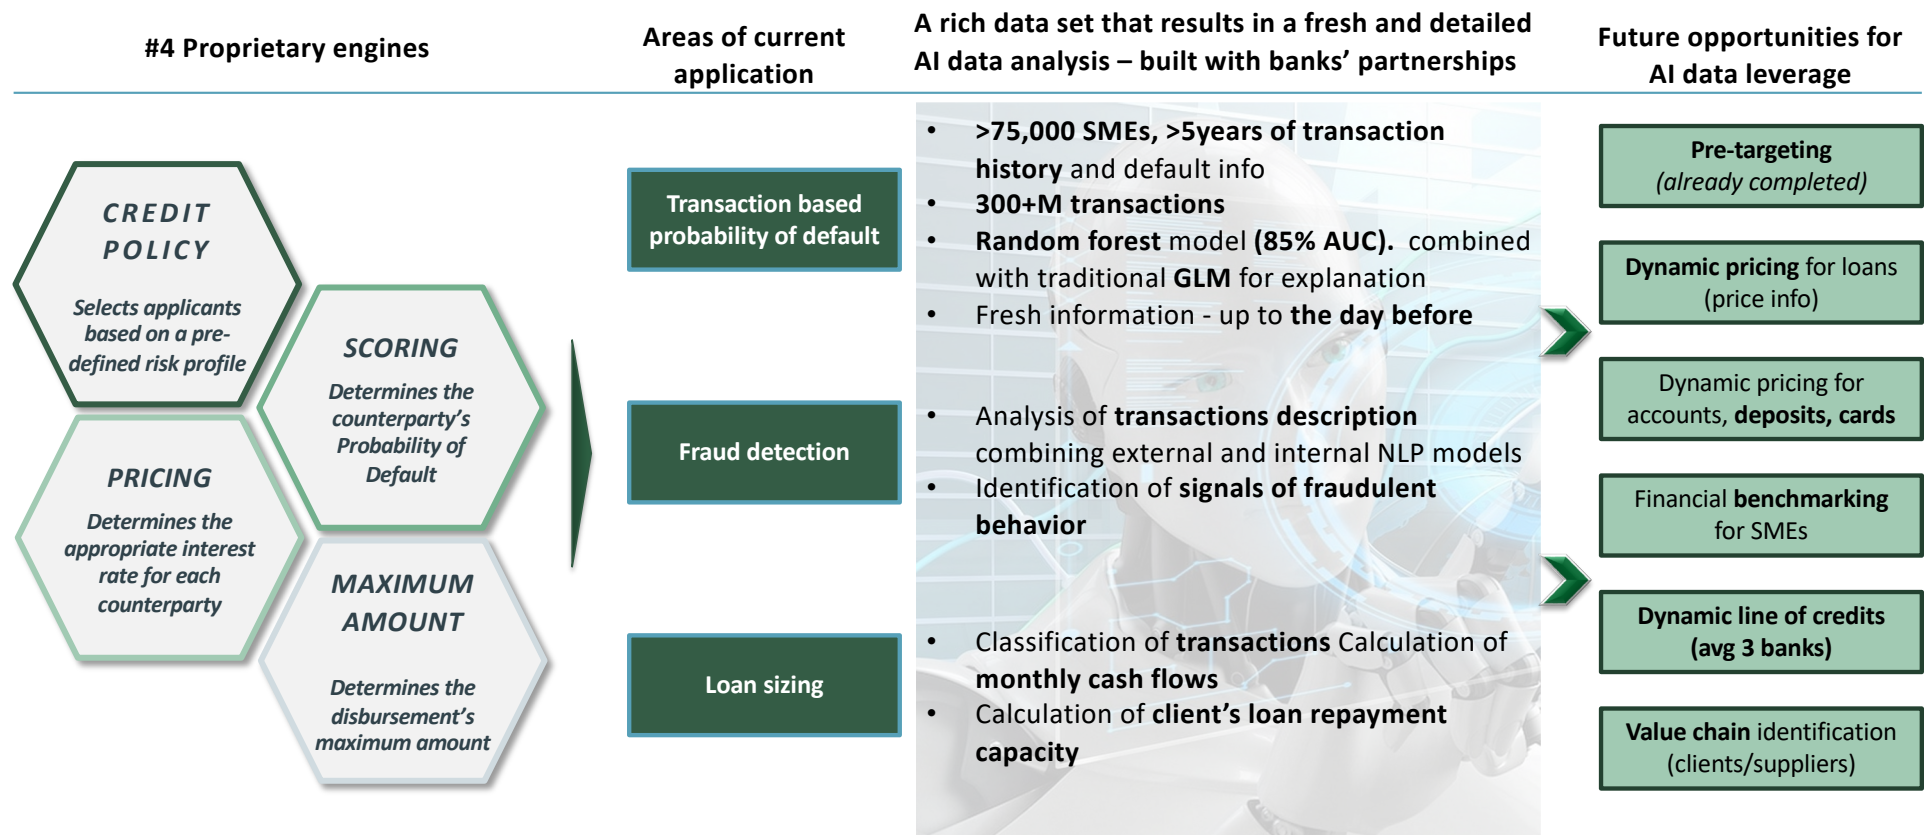 #4 Proprietary engines
Areas of current
application
A rich data set that results in a fresh and detailed
AI data analysis – built with banks’ partnerships
Future opportunities for
AI data leverage
CREDIT
POLICY
Selects applicants
based on a pre-
defined risk profile
SCORING
Determines the
counterparty’s
Probability of
Default
PRICING
Determines the
appropriate interest
rate for each
counterparty
MAXIMUM
AMOUNT
Determines the
disbursement’s
maximum amount
Transaction based
probability of default
Fraud detection
Loan sizing
• >75,000 SMEs, >5years of transaction
history and default info
• 300+M transactions
• Random forest model (85% AUC). combined
with traditional GLM for explanation
• Fresh information - up to the day before
• Analysis of transactions description
combining external and internal NLP models
• Identification of signals of fraudulent
behavior
• Classification of transactions Calculation of
monthly cash flows
• Calculation of client’s loan repayment
capacity
Pre-targeting
(already completed)
Dynamic pricing for loans
(price info)
Dynamic pricing for
accounts, deposits, cards
Financial benchmarking
for SMEs
Dynamic line of credits
(avg 3 banks)
Value chain identification
(clients/suppliers)